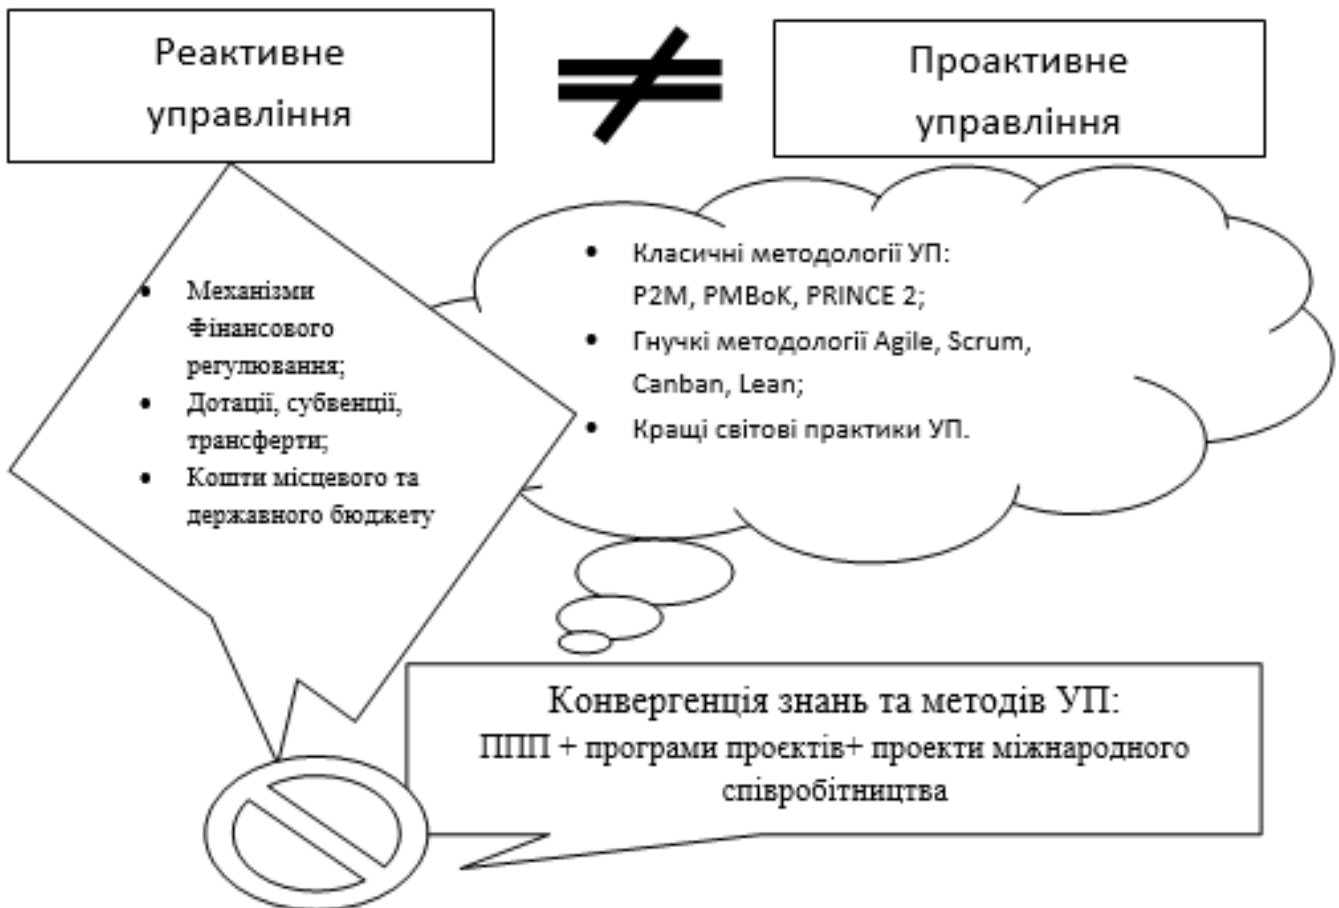 Реактивне
управління
≠
Проактивне
управління
• Механізми
Фінансового
регулювання;
• Дотації, субвенції,
трансферти;
• Кошти місцевого та
державного бюджету
• Класичні методології УП:
P2M, PMBoK, PRINCE 2;
• Гнучкі методології Agile, Scrum,
Canban, Lean;
• Кращі світові практики УП.
Конвергенція знань та методів УП:
ППП + програми проєктів+ проекти міжнародного
співробітництва